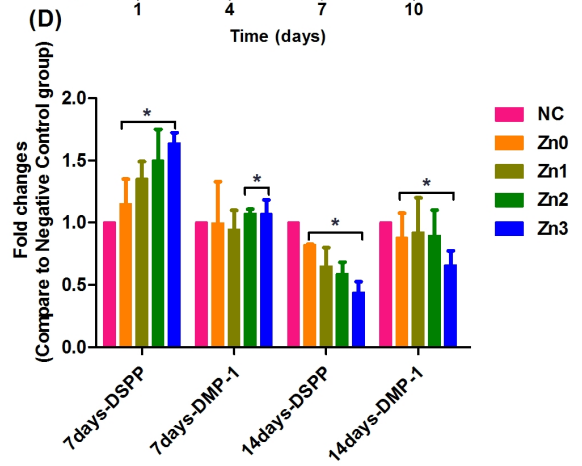 (D)
1 4 7 10
Time (days)
Fold changes
(Compare to Negative Control group)
2.0
1.5
1.0
0.5
0.0
*
*
*
*
NC
Zn0
Zn1
Zn2
Zn3
7days-DSPP
7days-DMP-1
14days-DSPP
14days-DMP-1